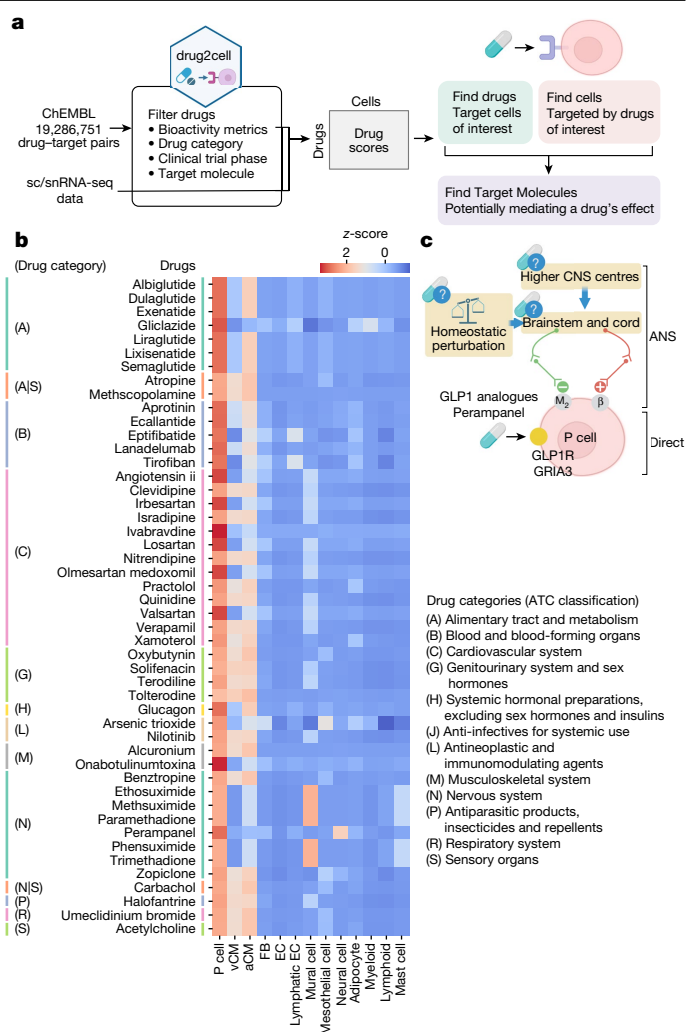 a
drug2cell
ChEMBL
19,286,751
drug–target pairs
sc/snRNA-seq
data
Filter drugs
• Bioactivity metrics
• Drug category
• Clinical trial phase
• Target molecule
Cells
Drugs
Drug
scores
Find drugs
Target cells
of interest
Find cells
Targeted by drugs
of interest
Find Target Molecules
Potentially mediating a drug's effect
b
z-score
2 0
(Drug category) Drugs
(A)
Albiglutide
Dulaglutide
Exenatide
Gliclazide
Liraglutide
Lixisenatide
Semaglutide
(A|S)
Atropine
Methscopolamine
(B)
Aprotinin
Ecallantide
Eptifibatide
Lanadelumab
Tirofiban
(C)
Angiotensin ii
Clevidipine
Irbesartan
Isradipine
Ivabravdine
Losartan
Nitrendipine
Olmesartan medoxomil
Practolol
Quinidine
Valsartan
Verapamil
Xamoterol
(G)
Oxybutynin
Solifenacin
Terodiline
Tolterodine
(H)
Glucagon
(L)
Arsenic trioxide
Nilotinib
(M)
Alcuronium
Onabotulinumtoxina
(N)
Benztropine
Ethosuximide
Methsuximide
Paramethadione
Perampanel
Phensuximide
Trimethadione
Zopiclone
(N|S)
Carbachol
(P)
Halofantrine
(R)
Umeclidinium bromide
(S)
Acetylcholine
P cell
vCM
aCM
FB
EC
Lymphatic EC
Mural cell
Mesothelial cell
Neural cell
Adipocyte
Myeloid
Lymphoid
Mast cell
c
?
Higher CNS centres
?
?
Homeostatic
perturbation
Brainstem and cord
ANS
− +
M2 β
GLP1 analogues
Perampanel
P cell
GLP1R
GRIA3
Direct
Drug categories (ATC classification)
(A) Alimentary tract and metabolism
(B) Blood and blood-forming organs
(C) Cardiovascular system
(G) Genitourinary system and sex
hormones
(H) Systemic hormonal preparations,
excluding sex hormones and insulins
(J) Anti-infectives for systemic use
(L) Antineoplastic and
immunomodulating agents
(M) Musculoskeletal system
(N) Nervous system
(P) Antiparasitic products,
insecticides and repellents
(R) Respiratory system
(S) Sensory organs